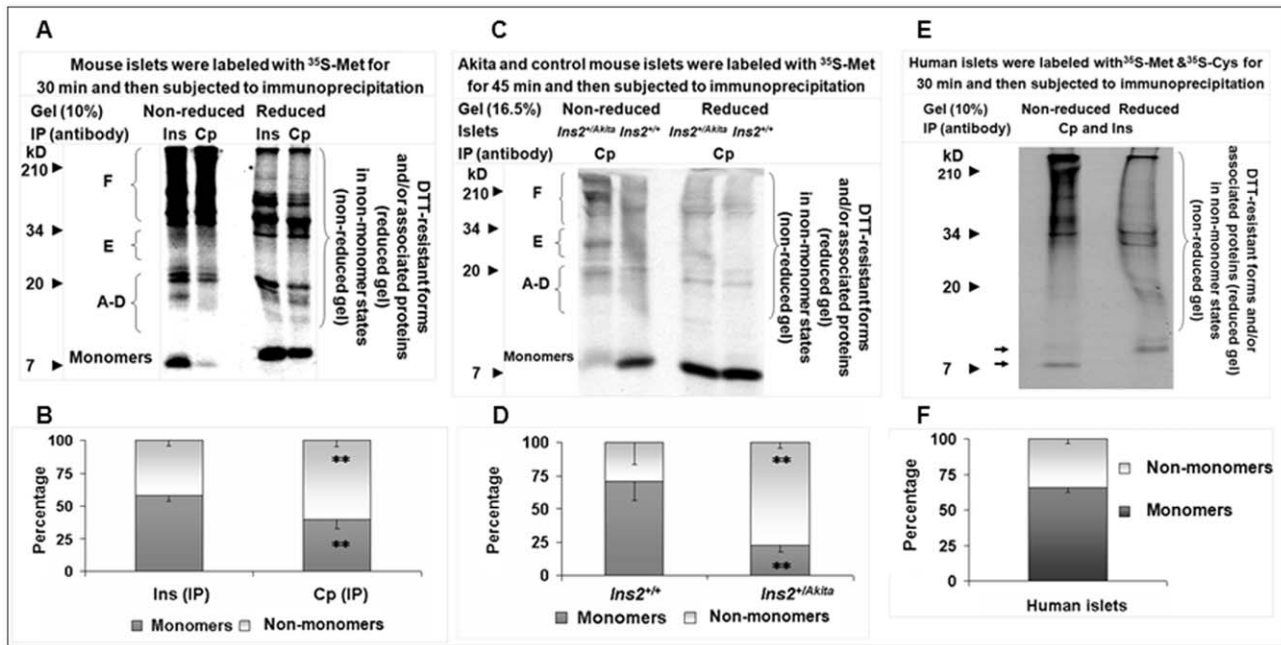 A
Mouse islets were labeled with ³⁵S-Met for
30 min and then subjected to immunoprecipitation
Gel (10%) Non-reduced Reduced
IP (antibody) Ins Cp Ins Cp
kD
210
F
34
E
20
A-D
Monomers
7
DTT-resistant forms
and/or associated proteins
(reduced gel)
in non-monomer states
(non-reduced gel)
C
Akita and control mouse islets were labeled with ³⁵S-Met
for 45 min and then subjected to immunoprecipitation
Gel (16.5%) Non-reduced Reduced
Islets Ins2+/Akita Ins2+/+ Ins2+/Akita Ins2+/+
IP (antibody) Cp Cp
kD
210
F
34
E
20
A-D
Monomers
7
DTT-resistant forms
and/or associated proteins
(reduced gel)
in non-monomer states
(non-reduced gel)
E
Human islets were labeled with³⁵S-Met &³⁵S-Cys for
30 min and then subjected to immunoprecipitation
Gel (10%) Non-reduced Reduced
IP (antibody) Cp and Ins
kD
210
34
20
7
DTT-resistant forms and/or
associated proteins (reduced gel)
in non-monomer states
(non-reduced gel)
B
Percentage
100
75
50
25
0
**
**
Ins (IP) Cp (IP)
Monomers Non-monomers
D
Percentage
100
75
50
25
0
**
**
Ins2+/+ Ins2+/Akita
Monomers Non-monomers
F
Percentage
100
75
50
25
0
Human islets
Non-monomers
Monomers